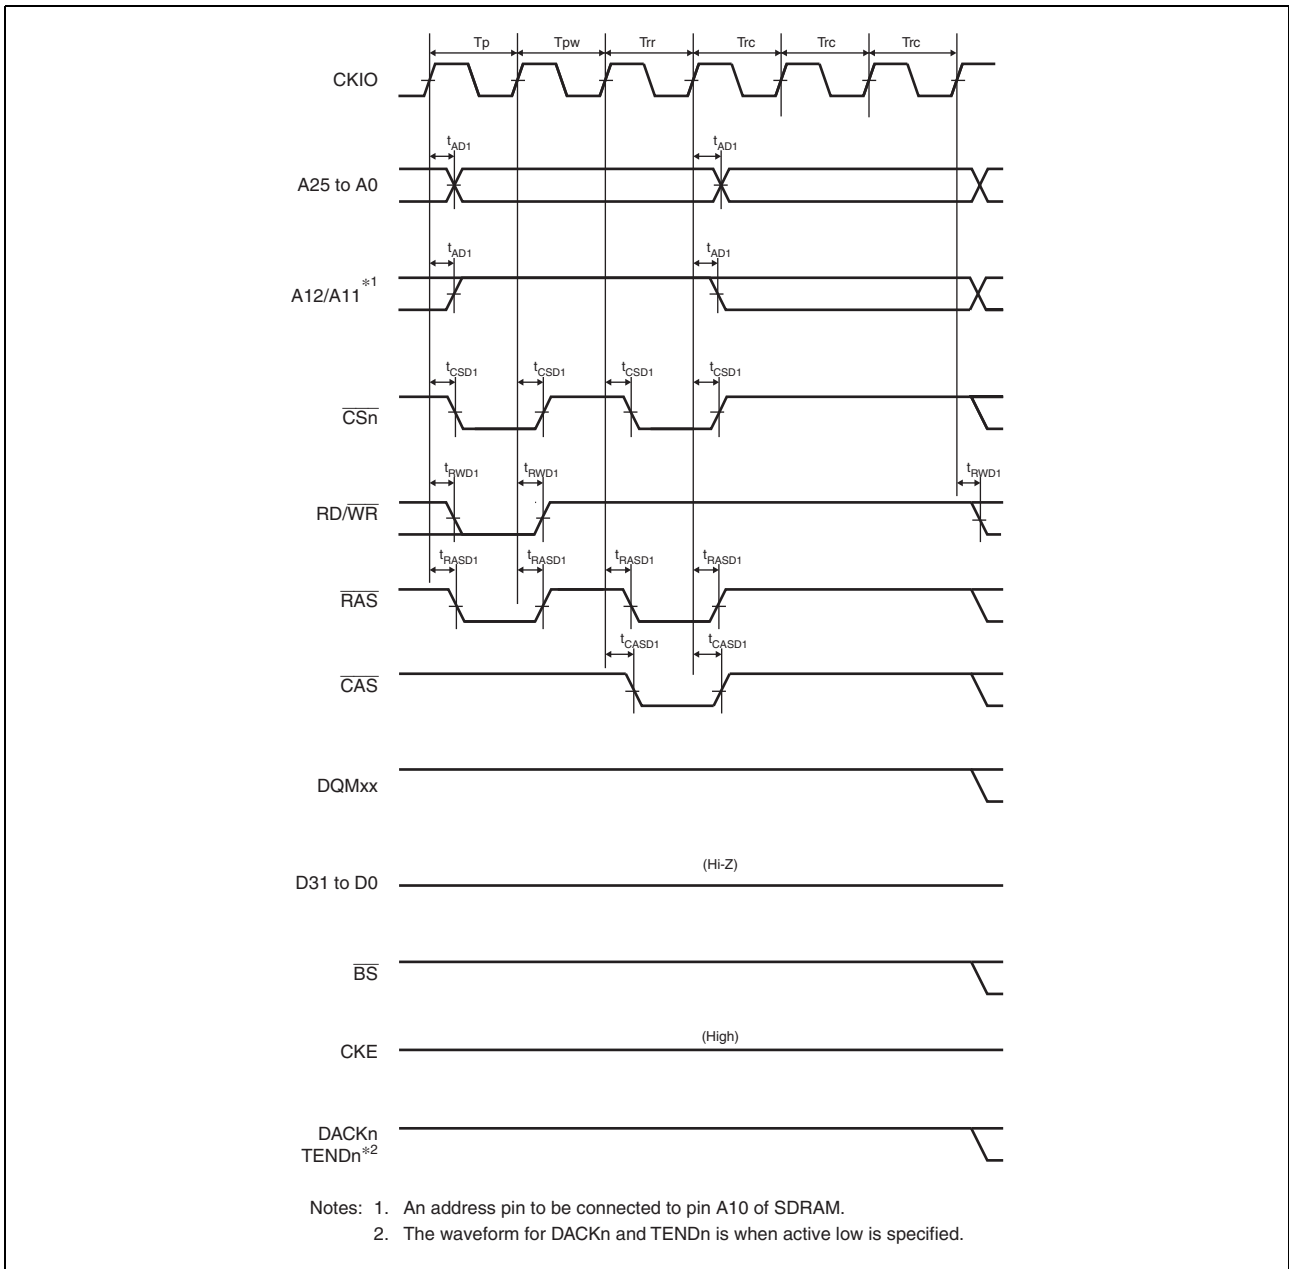 Tp Tpw Trr Trc Trc Trc
CKIO
tAD1 tAD1
A25 to A0
tAD1 tAD1
A12/A11*1
tCSD1 tCSD1 tCSD1 tCSD1
CSn
tRWD1 tRWD1 tRWD1
RD/WR
tRASD1 tRASD1 tRASD1 tRASD1
RAS
tCASD1 tCASD1
CAS
DQMxx
(Hi-Z)
D31 to D0
BS
(High)
CKE
DACKn
TENDn*2
Notes: 1. An address pin to be connected to pin A10 of SDRAM.
2. The waveform for DACKn and TENDn is when active low is specified.